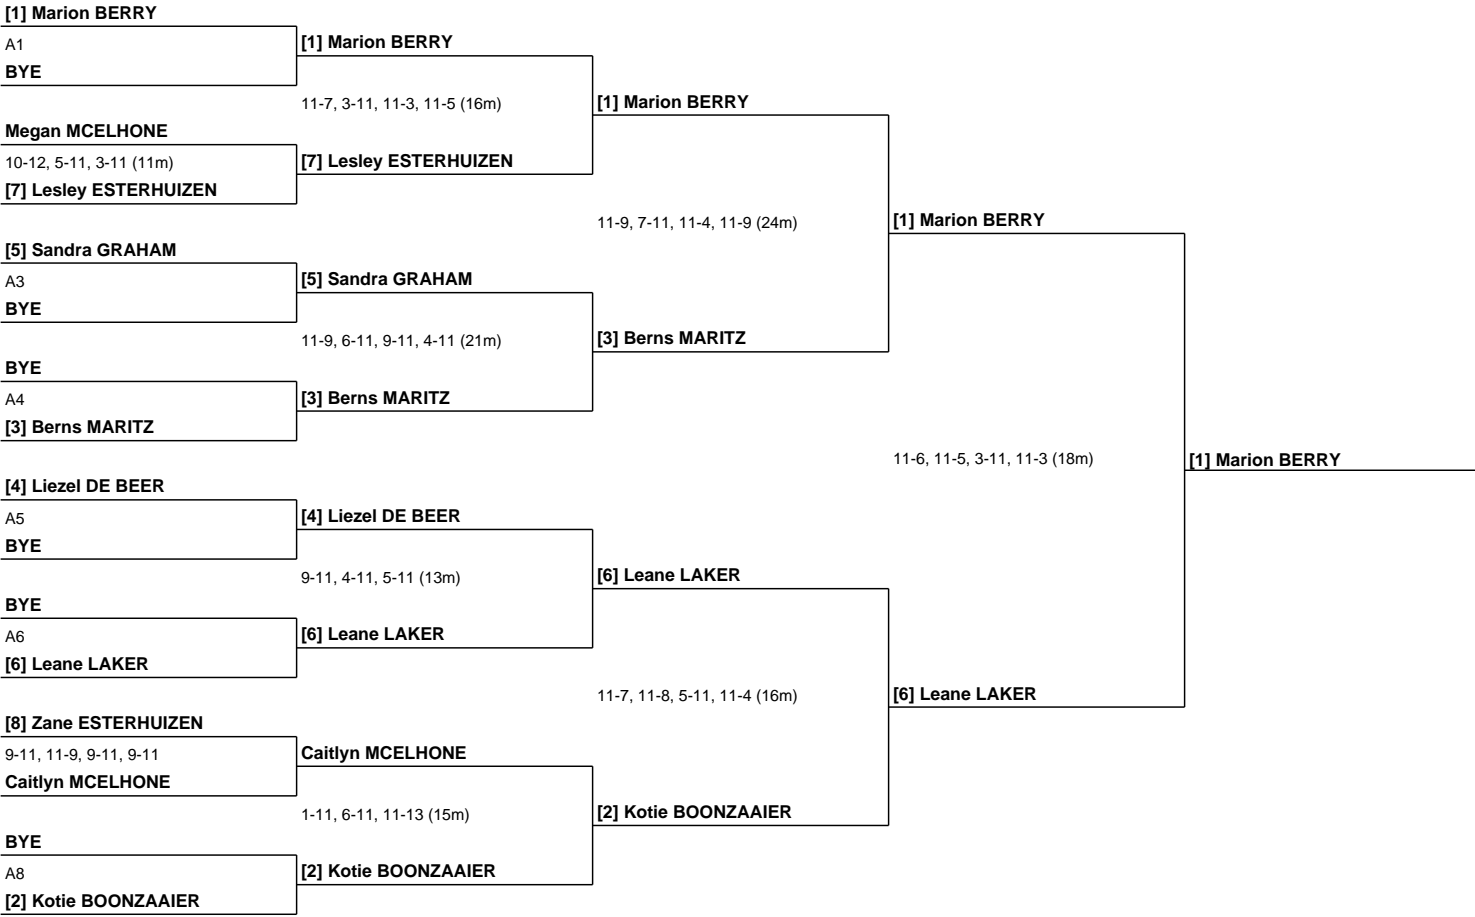 [1] Marion BERRY
A1
BYE
Megan MCELHONE
10-12, 5-11, 3-11 (11m)
[7] Lesley ESTERHUIZEN
[5] Sandra GRAHAM
A3
BYE
BYE
A4
[3] Berns MARITZ
[4] Liezel DE BEER
A5
BYE
BYE
A6
[6] Leane LAKER
[8] Zane ESTERHUIZEN
9-11, 11-9, 9-11, 9-11
Caitlyn MCELHONE
BYE
A8
[2] Kotie BOONZAAIER
[1] Marion BERRY
11-7, 3-11, 11-3, 11-5 (16m)
[7] Lesley ESTERHUIZEN
[5] Sandra GRAHAM
11-9, 6-11, 9-11, 4-11 (21m)
[3] Berns MARITZ
[4] Liezel DE BEER
9-11, 4-11, 5-11 (13m)
[6] Leane LAKER
Caitlyn MCELHONE
1-11, 6-11, 11-13 (15m)
[2] Kotie BOONZAAIER
[1] Marion BERRY
11-9, 7-11, 11-4, 11-9 (24m)
[3] Berns MARITZ
[6] Leane LAKER
11-7, 11-8, 5-11, 11-4 (16m)
[2] Kotie BOONZAAIER
[1] Marion BERRY
11-6, 11-5, 3-11, 11-3 (18m)
[6] Leane LAKER
[1] Marion BERRY